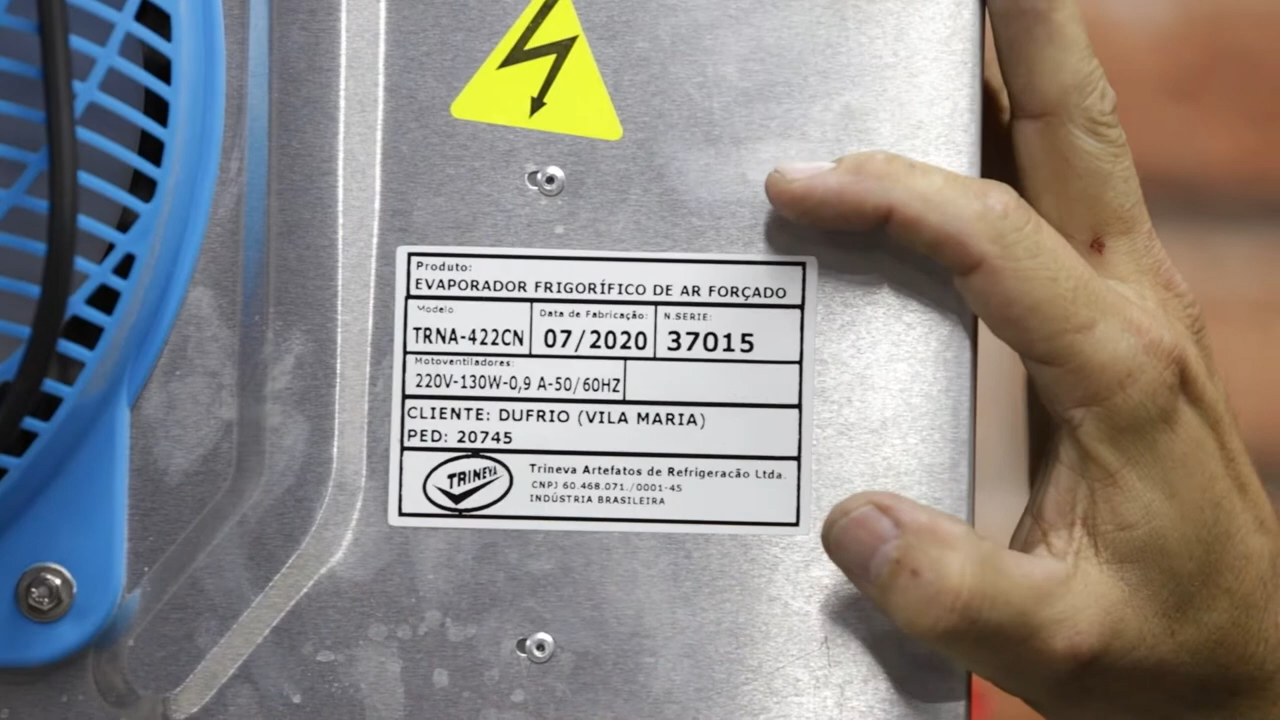 Produto:
EVAPORADOR FRIGORÍFICO DE AR FORÇADO
Modelo
TRNA-422CN
Data de Fabricação:
07/2020
N.SERIE:
37015
Motoventiladores:
220V-130W-0,9 A-50/60HZ
CLIENTE: DUFRIO (VILA MARIA)
PED: 20745
TRINEVA
Trineva Artefatos de Refrigeracão Ltda.
CNPJ 60.468.071./0001-45
INDÚSTRIA BRASILEIRA